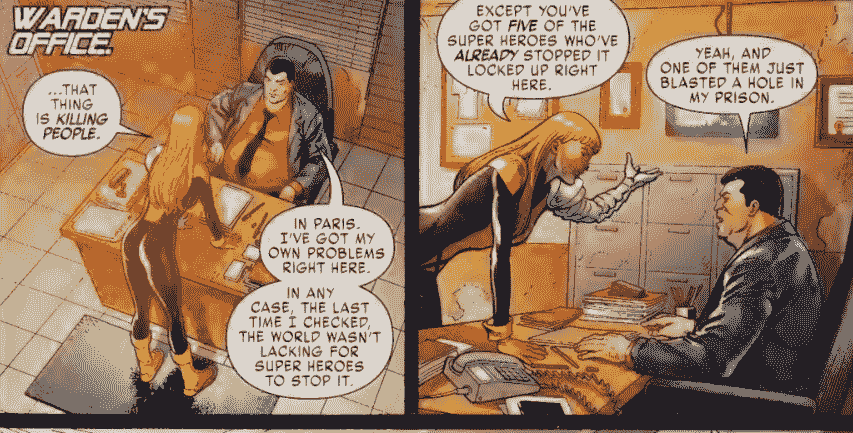 WARDEN'S
OFFICE.
...THAT
THING
IS KILLING
PEOPLE.
IN PARIS.
I'VE GOT MY
OWN PROBLEMS
RIGHT HERE.
IN ANY
CASE, THE LAST
TIME I CHECKED,
THE WORLD WASN'T
LACKING FOR
SUPER HEROES
TO STOP IT.
EXCEPT YOU'VE
GOT FIVE OF THE
SUPER HEROES WHO'VE
ALREADY STOPPED IT
LOCKED UP RIGHT
HERE.
YEAH, AND
ONE OF THEM JUST
BLASTED A HOLE IN
MY PRISON.